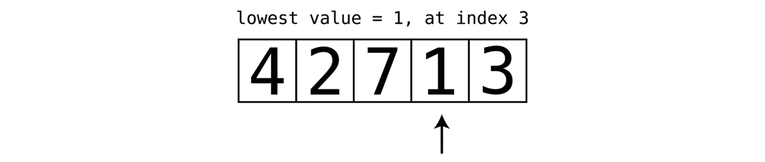 lowest value = 1, at index 3
4 2 7 1 3